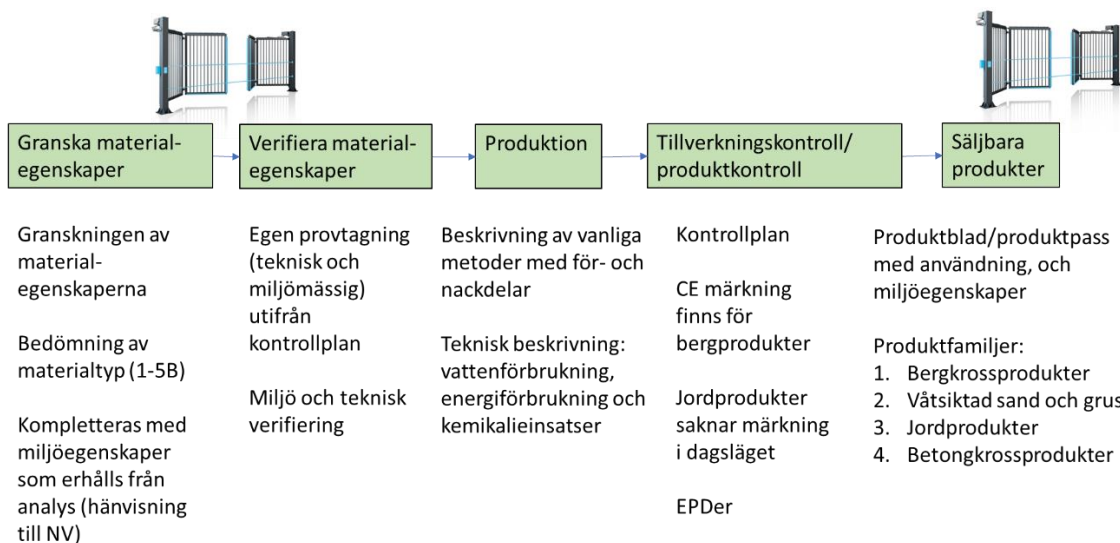 Granska material-
egenskaper
Verifiera material-
egenskaper
Produktion
Tillverkningskontroll/
produktkontroll
Säljbara
produkter
Granskningen av
material-
egenskaperna
Bedömning av
materialtyp (1-5B)
Kompletteras med
miljöegenskaper
som erhålls från
analys (hänvisning
till NV)
Egen provtagning
(teknisk och
miljömässig)
utifrån
kontrollplan
Miljö och teknisk
verifiering
Beskrivning av vanliga
metoder med för- och
nackdelar
Teknisk beskrivning:
vattenförbrukning,
energiförbrukning och
kemikalieinsatser
Kontrollplan
CE märkning
finns för
bergprodukter
Jordprodukter
saknar märkning
i dagsläget
EPDer
Produktblad/produktpass
med användning, och
miljöegenskaper
Produktfamiljer:
1. Bergkrossprodukter
2. Våtsiktad sand och grus
3. Jordprodukter
4. Betongkrossprodukter